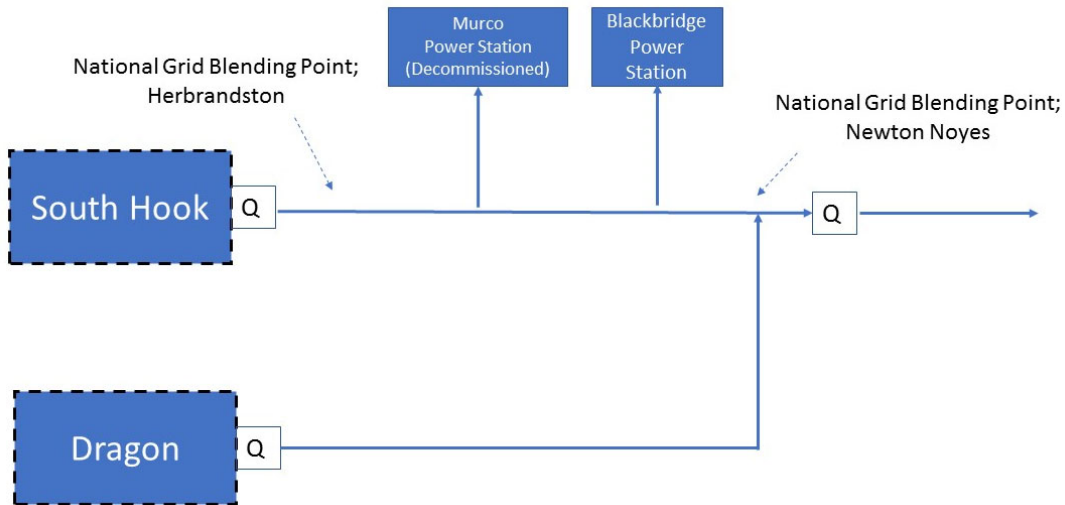 Murco
Power Station
(Decommissioned)
Blackbridge
Power
Station
National Grid Blending Point;
Herbrandston
National Grid Blending Point;
Newton Noyes
South Hook
Q
Q
Dragon
Q